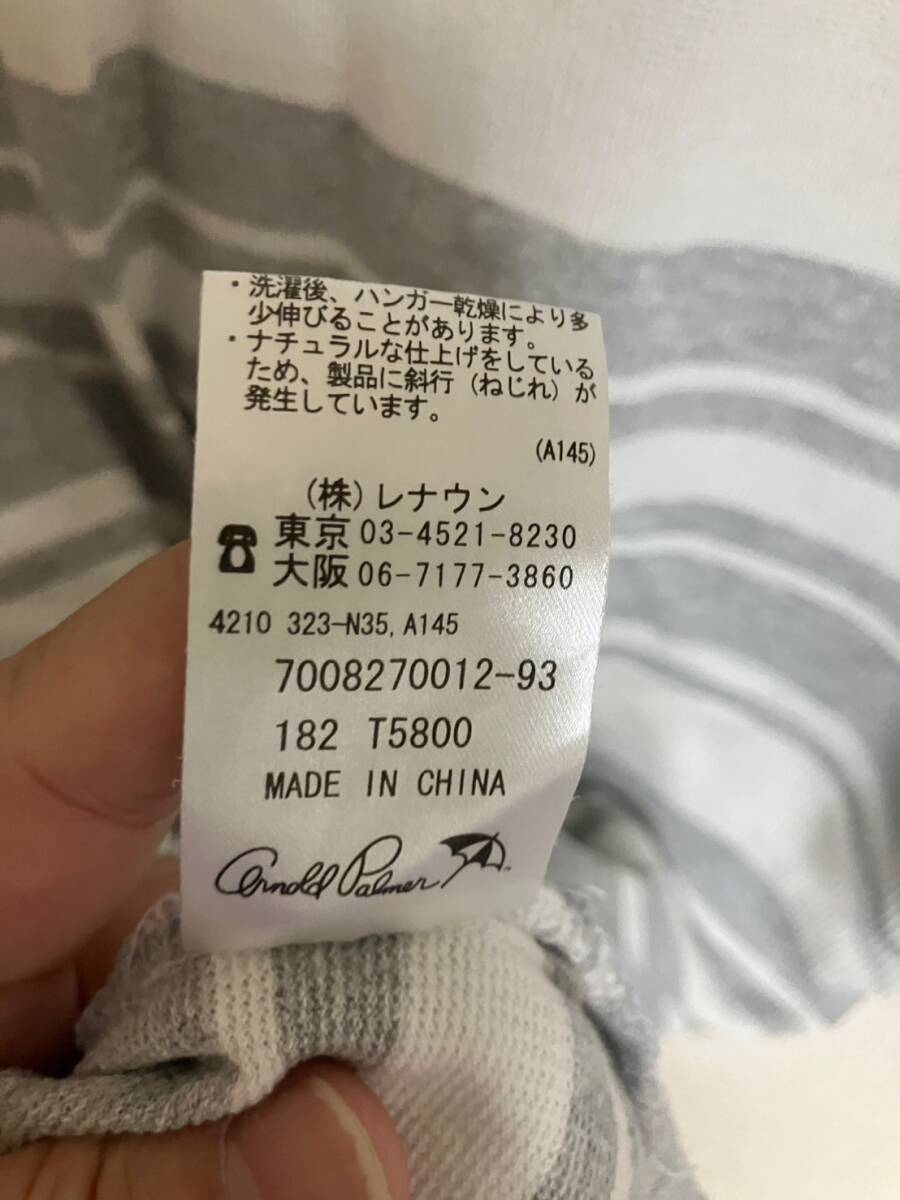 ・洗濯後、ハンガー乾燥により多
少伸びることがあります。
・ナチュラルな仕上げをしている
ため、製品に斜行（ねじれ）が
発生しています。
(A145)
(株)レナウン
東京 03-4521-8230
大阪 06-7177-3860
4210 323-N35, A145
7008270012-93
182 T5800
MADE IN CHINA
Arnold Palmer